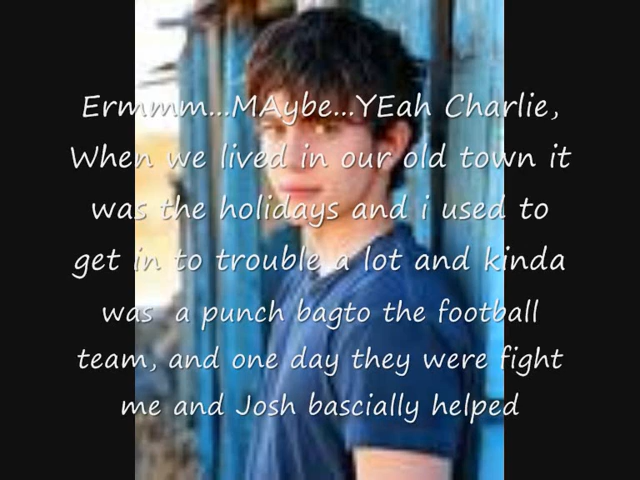 Ermmm...MAybe...YEah Charlie,
When we lived in our old town it
was the holidays and i used to
get in to trouble a lot and kinda
was a punch bagto the football
team, and one day they were fight
me and Josh bascially helped